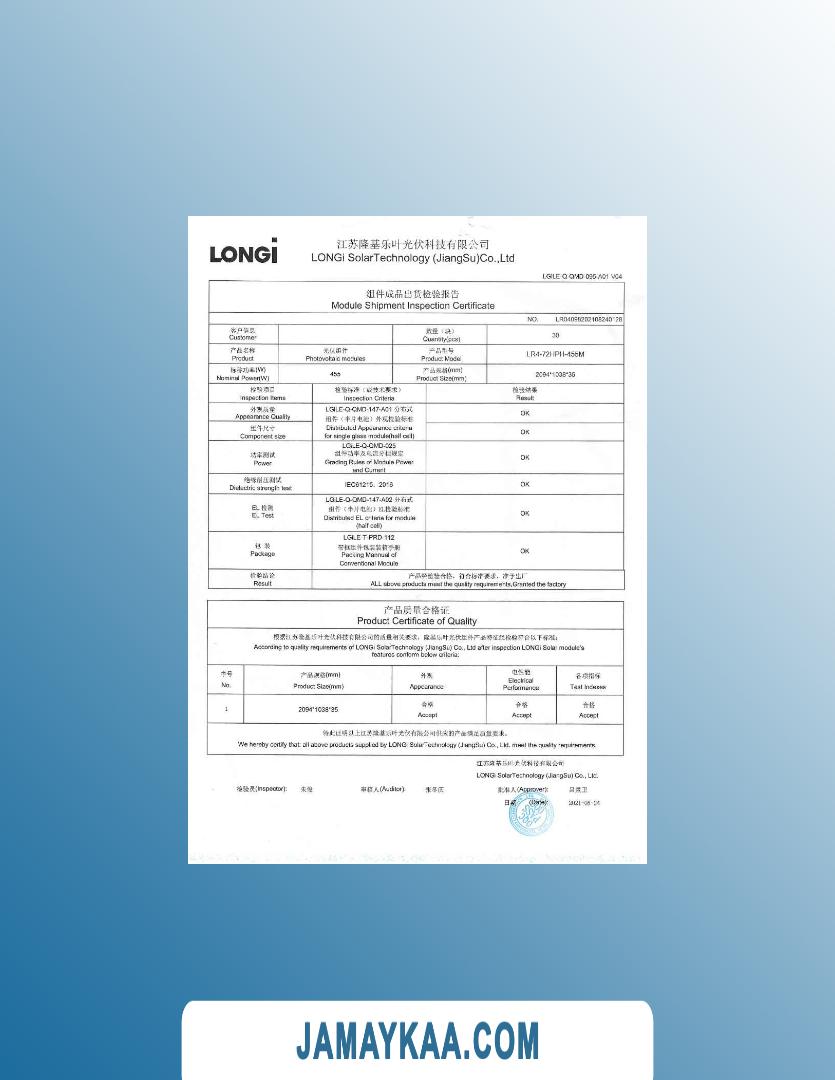 LONGi
江苏隆基乐叶光伏科技有限公司
LONGi SolarTechnology (JiangSu)Co.,Ltd
LGILE-Q-QMD-095-A01 V04
组件成品出货检验报告
Module Shipment Inspection Certificate
NO. LR04095202108240128
客户信息 数量（块） 30
Customer Quantity(pcs)
产品名称 光伏组件 产品型号 LR4-72HPH-455M
Product Photovoltaic modules Product Model
标称功率(W) 455 产品规格(mm) 2094*1038*35
Nominal Power(W) Product Size(mm)
检验项目 检验标准（或技术要求） 检验结果
Inspection Items Inspection Criteria Result
外观质量 LGILE-Q-QMD-147-A01 分布式 OK
Appearance Quality 组件（半片电池）外观检验标准
组件尺寸 Distributed Appearance criteria OK
Component size for single glass module(half cell)
功率测试 LGILE-Q-QMD-025 OK
Power 组件功率及电流分档规定
Grading Rules of Module Power
and Current
绝缘耐压测试 IEC61215：2016 OK
Dielectric strength test
EL 检测 LGILE-Q-QMD-147-A02 分布式 OK
EL Test 组件（半片电池）EL检验标准
Distributed EL criteria for module
(half cell)
包 装 LGILE-T-PRD-112 OK
Package 常规组件包装装箱手册
Packing Mannual of
Conventional Module
检验结论 产品经检验合格，符合标准要求，准予出厂
Result ALL above products meet the quality requirements,Granted the factory
产品质量合格证
Product Certificate of Quality
根据江苏隆基乐叶光伏科技有限公司的质量相关要求，隆基乐叶光伏组件产品特征经检验符合以下标准：
According to quality requirements of LONGi SolarTechnology (JiangSu) Co., Ltd after inspection LONGi Solar module's
features conform below criteria:
序号 产品规格(mm) 外观 电性能 各项指标
No. Product Size(mm) Appearance Electrical Performance Test Indexes
1 2094*1038*35 合格 合格 合格
Accept Accept Accept
特此证明以上江苏隆基乐叶光伏有限公司供应的产品满足质量要求。
We hereby certify that: all above products supplied by LONGi SolarTechnology (JiangSu) Co., Ltd. meet the quality requirements.
江苏隆基乐叶光伏科技有限公司
LONGi SolarTechnology (JiangSu) Co., Ltd.
检验员(Inspector): 审核人(Auditor): 批准人(Approver):
日期 (Date): 2021-08-24
JAMAYKAA.COM